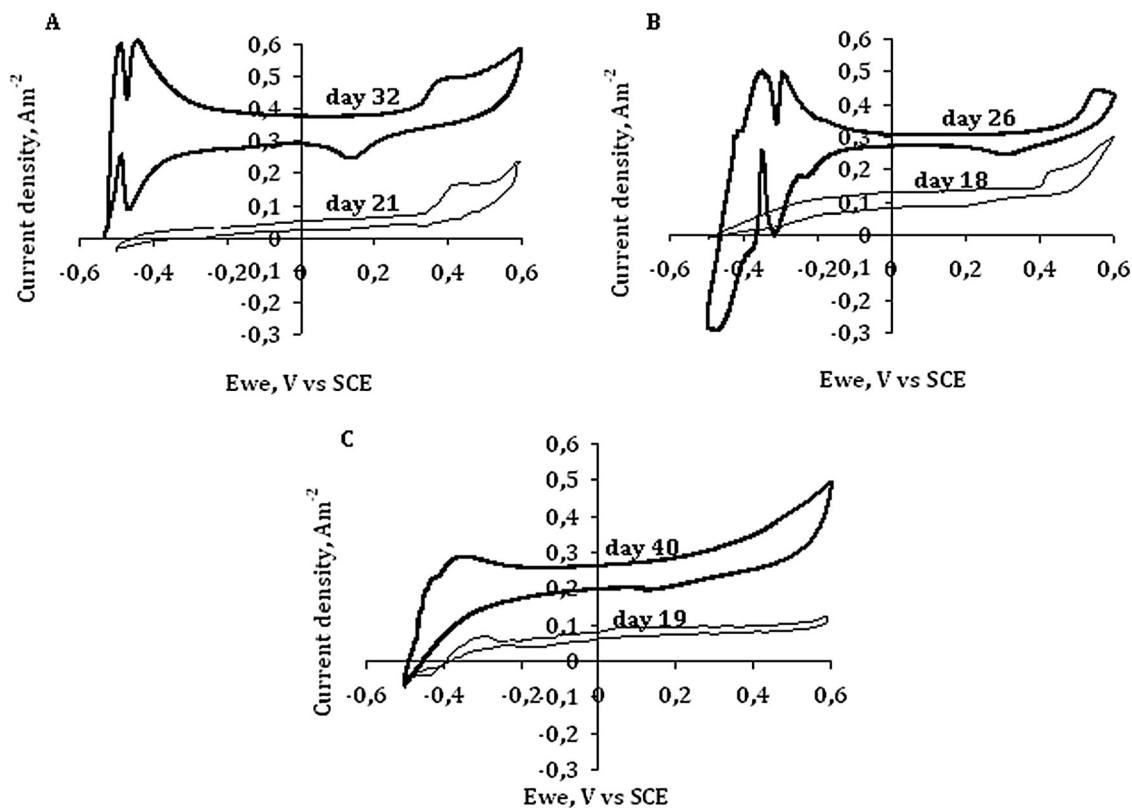 A
Current density, Am-2
0,6
0,5
0,4
0,3
0,2
0,1
0
-0,1
-0,2
-0,3
day 32
day 21
-0,6 -0,4 -0,2 0 0,2 0,4 0,6
Ewe, V vs SCE
B
Current density, Am-2
0,6
0,5
0,4
0,3
0,2
0,1
0
-0,1
-0,2
-0,3
day 26
day 18
-0,6 -0,4 -0,2 0 0,2 0,4 0,6
Ewe, V vs SCE
C
Current density, Am-2
0,6
0,5
0,4
0,3
0,2
0,1
0
-0,1
-0,2
-0,3
day 40
day 19
-0,6 -0,4 -0,2 0 0,2 0,4 0,6
Ewe, V vs SCE